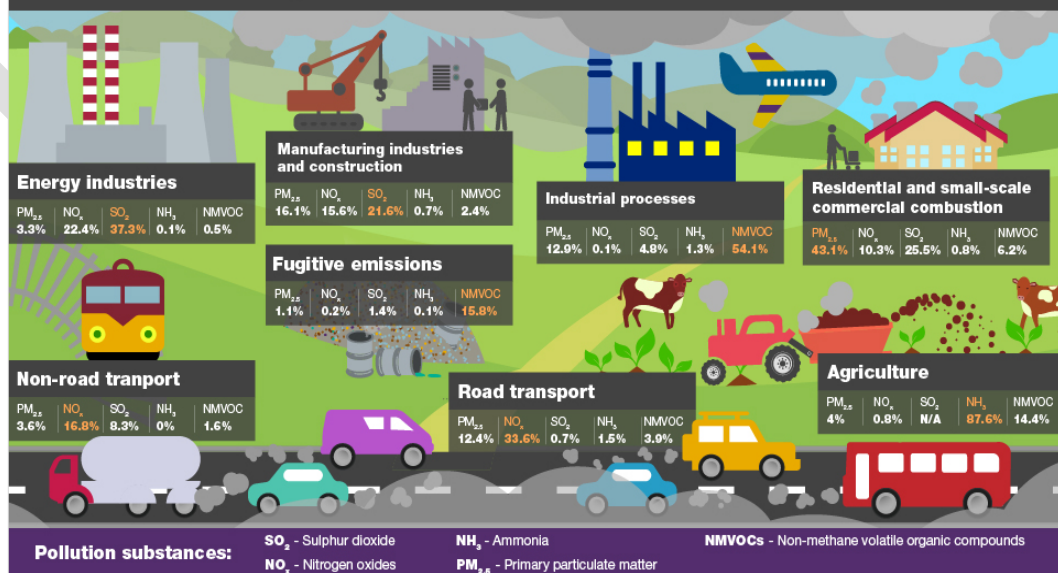 Energy industries
PM2.5 NOx SO2 NH3 NMVOC
3.3% 22.4% 37.3% 0.1% 0.5%
Manufacturing industries
and construction
PM2.5 NOx SO2 NH3 NMVOC
16.1% 15.6% 21.6% 0.7% 2.4%
Industrial processes
PM2.5 NOx SO2 NH3 NMVOC
12.9% 0.1% 4.8% 1.3% 54.1%
Residential and small-scale
commercial combustion
PM2.5 NOx SO2 NH3 NMVOC
43.1% 10.3% 25.5% 0.8% 6.2%
Fugitive emissions
PM2.5 NOx SO2 NH3 NMVOC
1.1% 0.2% 1.4% 0.1% 15.8%
Non-road tranport
PM2.5 NOx SO2 NH3 NMVOC
3.6% 16.8% 8.3% 0% 1.6%
Road transport
PM2.5 NOx SO2 NH3 NMVOC
12.4% 33.6% 0.7% 1.5% 3.9%
Agriculture
PM2.5 NOx SO2 NH3 NMVOC
4% 0.8% N/A 87.6% 14.4%
Pollution substances:
SO2 - Sulphur dioxide
NOx - Nitrogen oxides
NH3 - Ammonia
PM2.5 - Primary particulate matter
NMVOCs - Non-methane volatile organic compounds